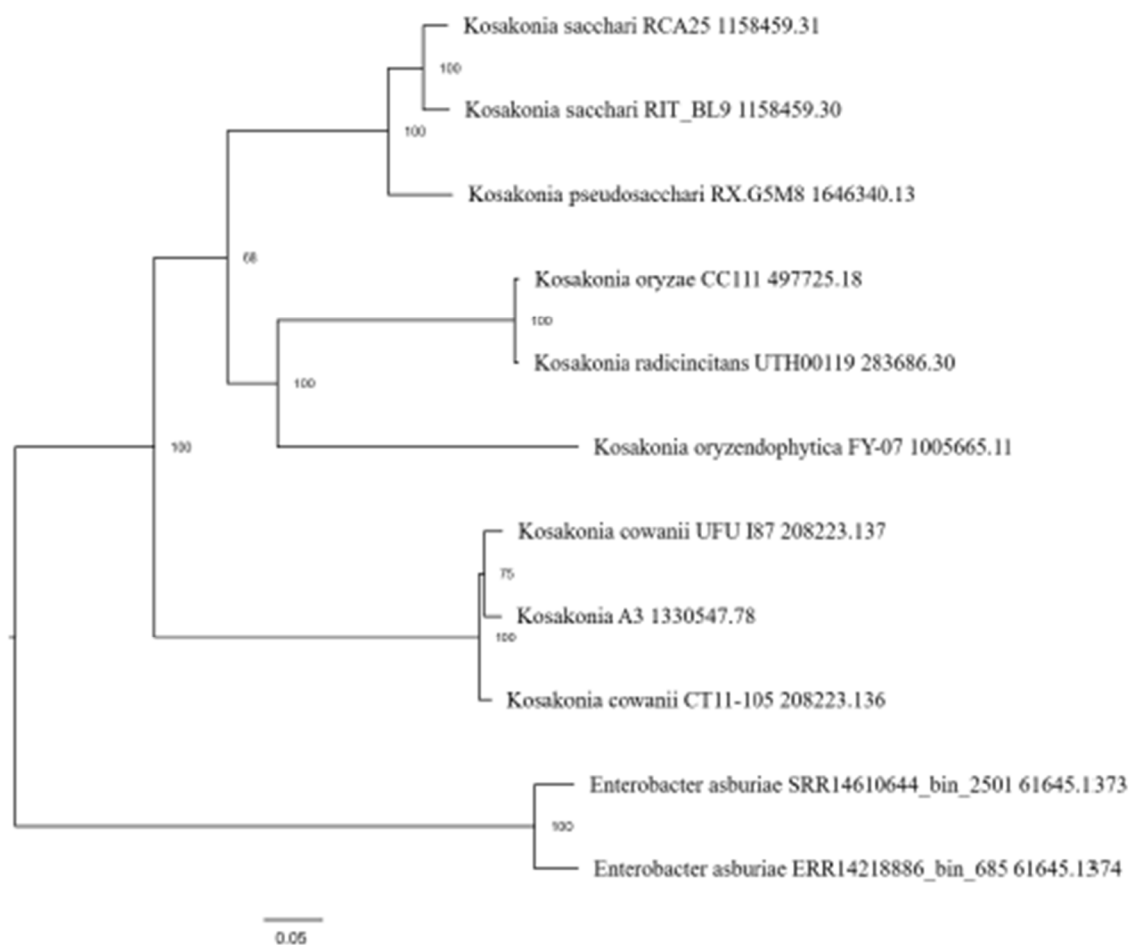 Kosakonia sacchari RCA25 1158459.31
100
Kosakonia sacchari RIT_BL9 1158459.30
100
Kosakonia pseudosacchari RX.G5M8 1646340.13
68
Kosakonia oryzae CC111 497725.18
100
Kosakonia radicincitans UTH00119 283686.30
100
Kosakonia oryzendophytica FY-07 1005665.11
100
Kosakonia cowanii UFU I87 208223.137
75
Kosakonia A3 1330547.78
100
Kosakonia cowanii CT11-105 208223.136
Enterobacter asburiae SRR14610644_bin_2501 61645.1373
100
Enterobacter asburiae ERR14218886_bin_685 61645.1374
0.05